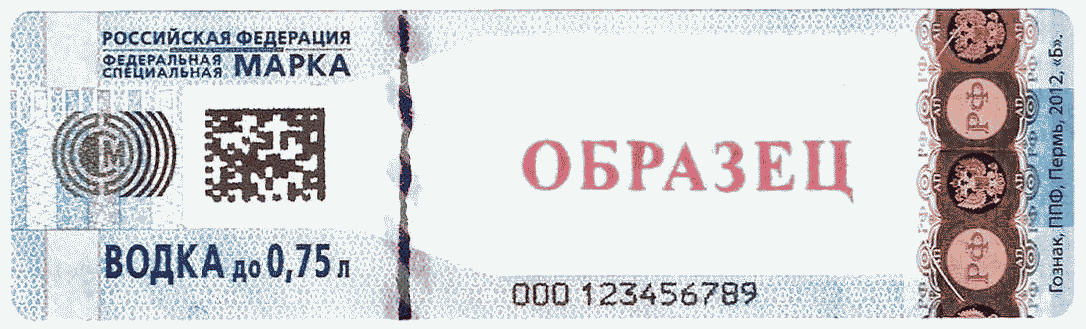 РОССИЙСКАЯ ФЕДЕРАЦИЯ
ФЕДЕРАЛЬНАЯ
СПЕЦИАЛЬНАЯ МАРКА
М
ВОДКА до 0,75 л
ОБРАЗЕЦ
000 123456789
РФ
РФ
Гознак, ППФ, Пермь, 2012, «Б».